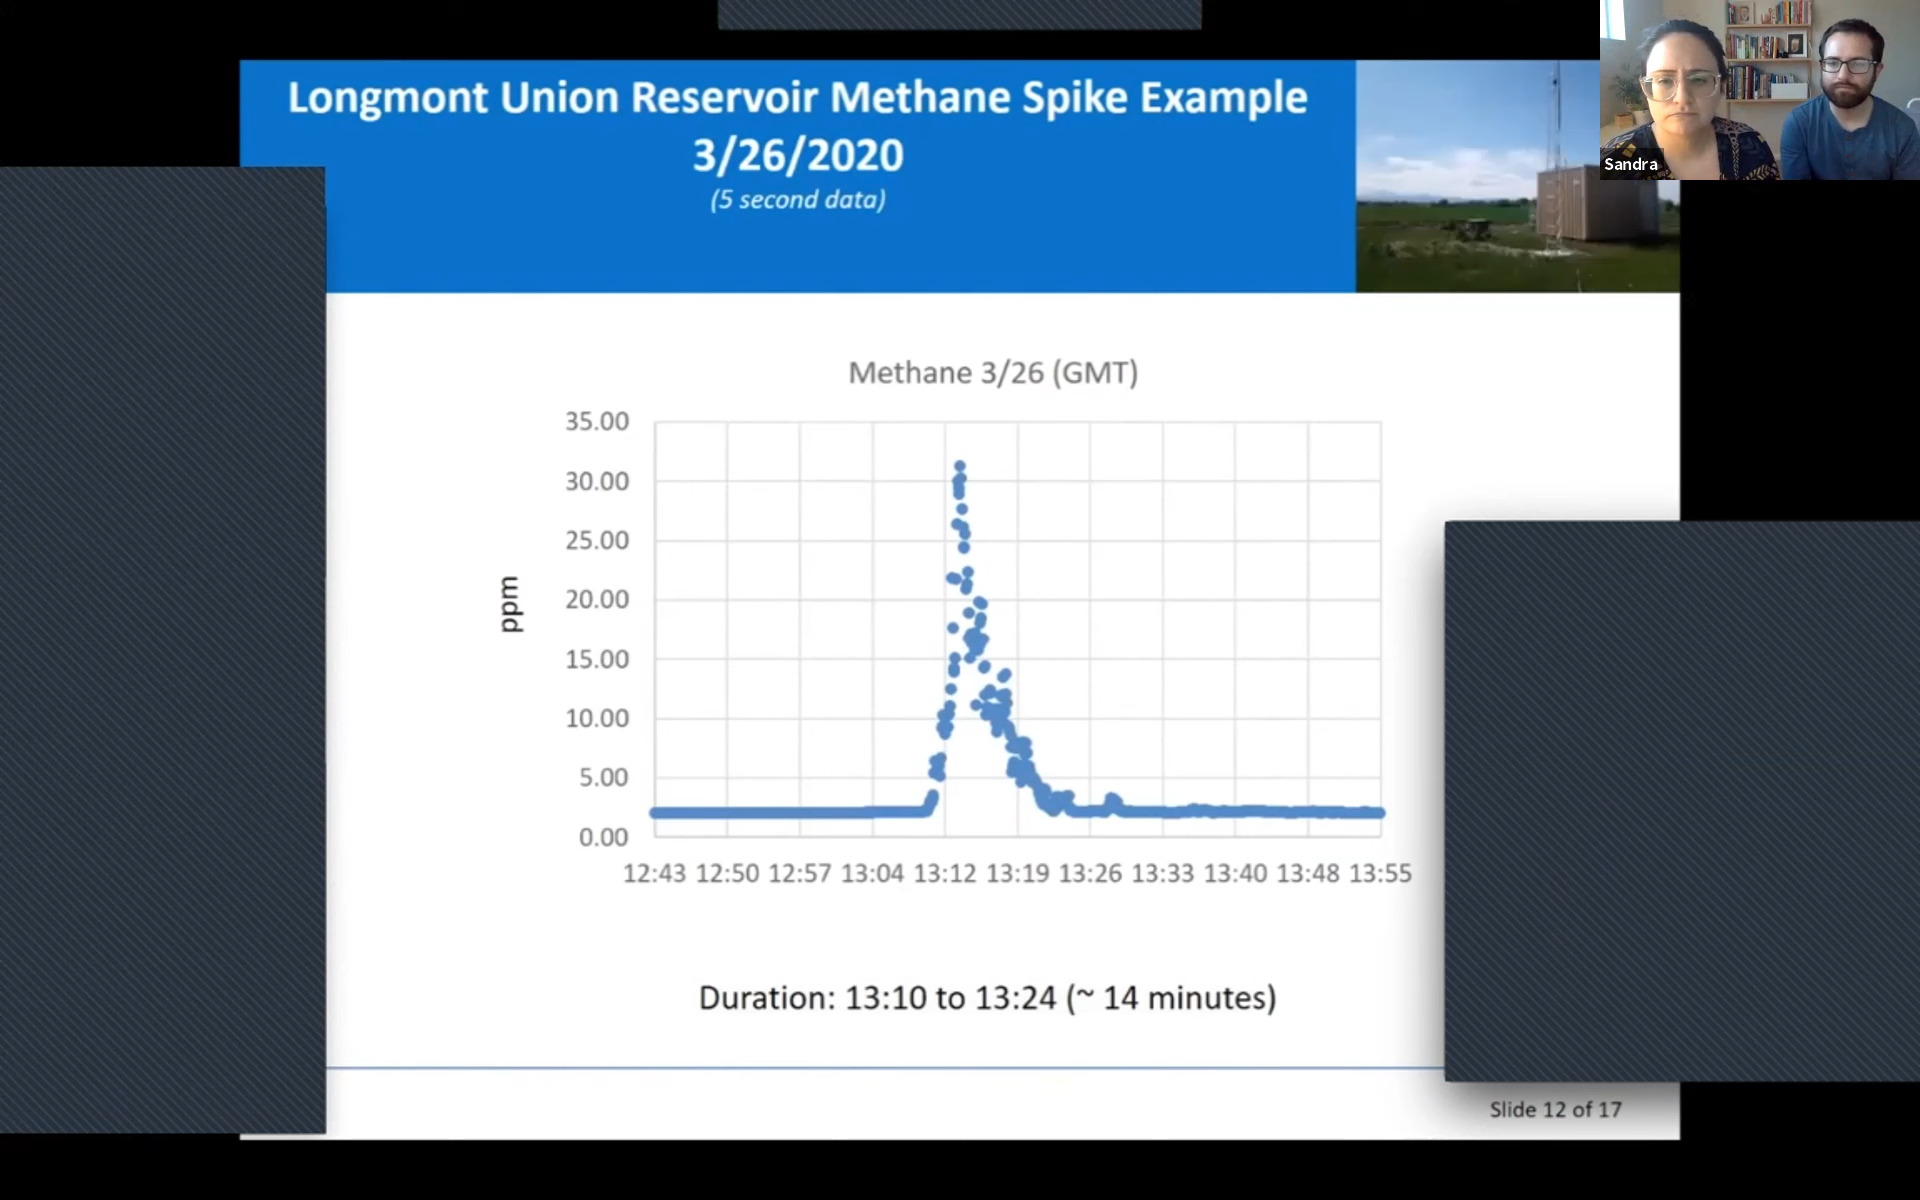 Longmont Union Reservoir Methane Spike Example
3/26/2020
(5 second data)
Sandra
Methane 3/26 (GMT)
35.00
30.00
25.00
20.00
15.00
10.00
5.00
0.00
ppm
12:43 12:50 12:57 13:04 13:12 13:19 13:26 13:33 13:40 13:48 13:55
Duration: 13:10 to 13:24 (~ 14 minutes)
Slide 12 of 17